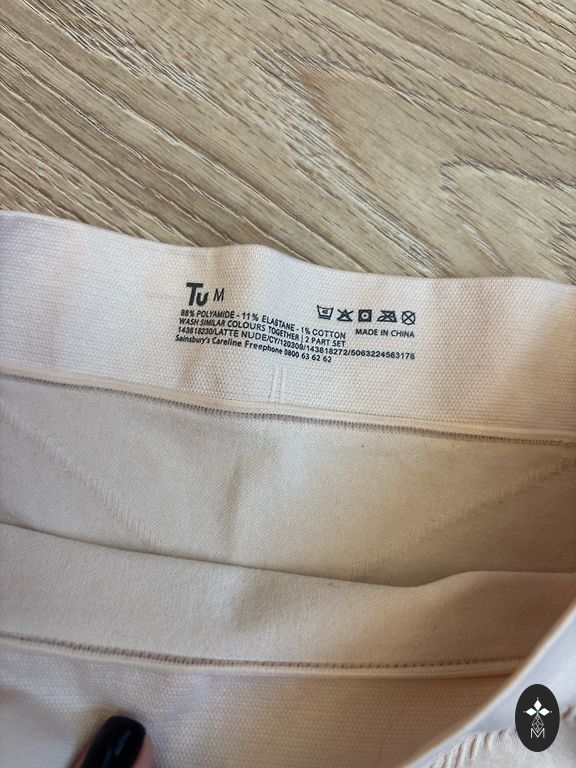 Tu M
88% POLYAMIDE - 11% ELASTANE - 1% COTTON
WASH SIMILAR COLOURS TOGETHER | 2 PART SET
MADE IN CHINA
143818230/LATTE NUDE/CY/120309/143818272/5063224563176
Sainsbury's Careline Freephone 0800 63 62 62
M